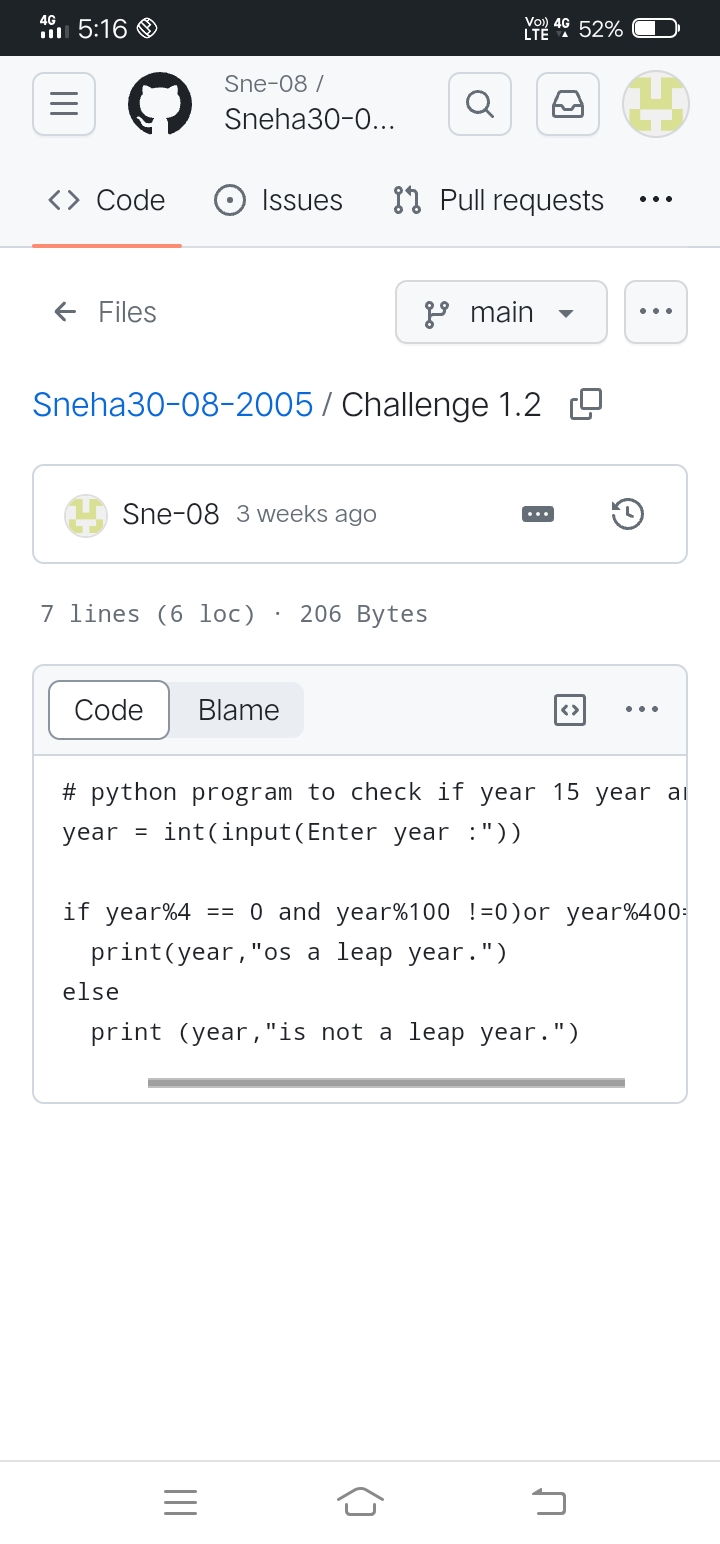 4G 5:16 Vo)) LTE 4G 52%
Sne-08 /
Sneha30-0...
Code Issues Pull requests
Files main
Sneha30-08-2005 / Challenge 1.2
Sne-08 3 weeks ago
7 lines (6 loc) · 206 Bytes
Code Blame
# python program to check if year 15 year
year = int(input(Enter year :"))
if year%4 == 0 and year%100 !=0)or year%400=
print(year,"os a leap year.")
else
print (year,"is not a leap year.")